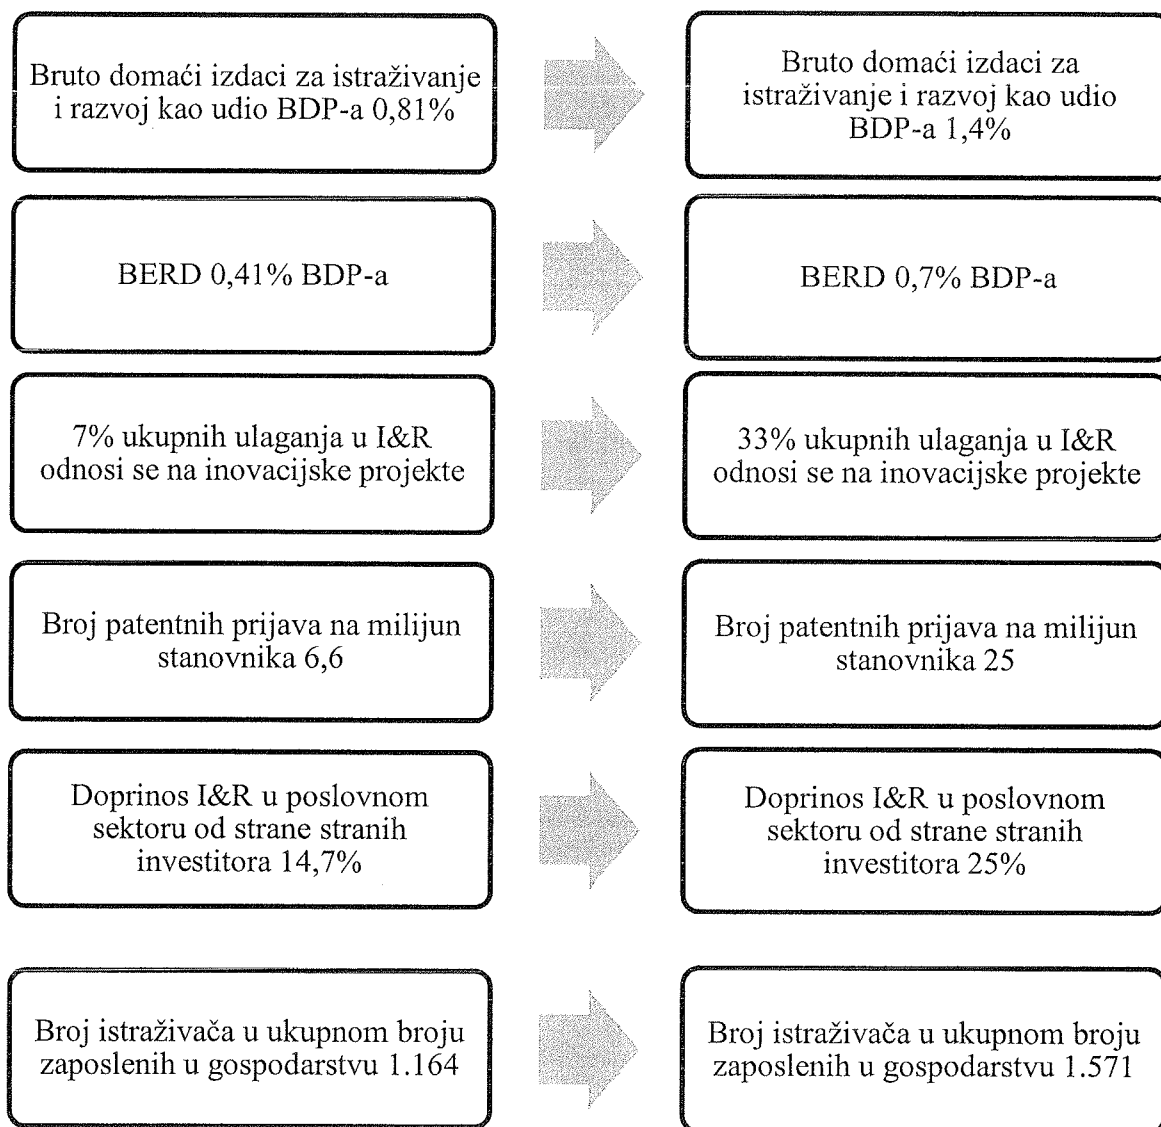 Bruto domaći izdaci za istraživanje
i razvoj kao udio BDP-a 0,81%
Bruto domaći izdaci za
istraživanje i razvoj kao udio
BDP-a 1,4%
BERD 0,41% BDP-a
BERD 0,7% BDP-a
7% ukupnih ulaganja u I&R
odnosi se na inovacijske projekte
33% ukupnih ulaganja u I&R
odnosi se na inovacijske projekte
Broj patentnih prijava na milijun
stanovnika 6,6
Broj patentnih prijava na milijun
stanovnika 25
Doprinos I&R u poslovnom
sektoru od strane stranih
investitora 14,7%
Doprinos I&R u poslovnom
sektoru od strane stranih
investitora 25%
Broj istraživača u ukupnom broju
zaposlenih u gospodarstvu 1.164
Broj istraživača u ukupnom broju
zaposlenih u gospodarstvu 1.571